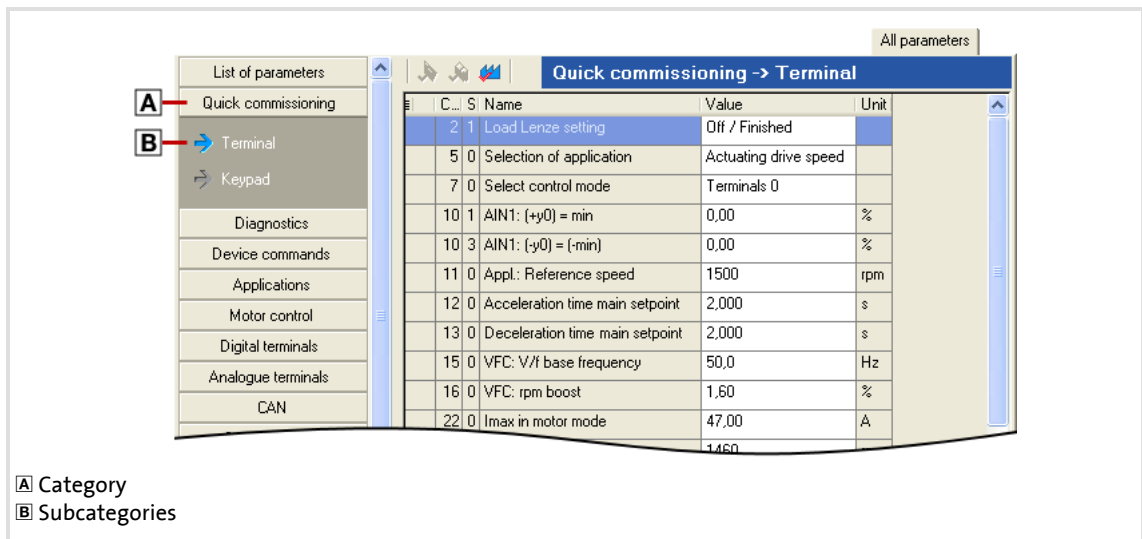 All parameters
List of parameters
Quick commissioning -> Terminal
A
Quick commissioning
C... S Name Value Unit
B
Terminal
2 1 Load Lenze setting Off / Finished
5 0 Selection of application Actuating drive speed
Keypad
7 0 Select control mode Terminals 0
Diagnostics
10 1 AIN1: (+y0) = min 0,00 %
Device commands
10 3 AIN1: (-y0) = (-min) 0,00 %
Applications
11 0 Appl.: Reference speed 1500 rpm
Motor control
12 0 Acceleration time main setpoint 2,000 s
Digital terminals
13 0 Deceleration time main setpoint 2,000 s
Analogue terminals
15 0 VFC: V/f base frequency 50,0 Hz
CAN
16 0 VFC: rpm boost 1,60 %
22 0 Imax in motor mode 47,00 A
1460
A Category
B Subcategories